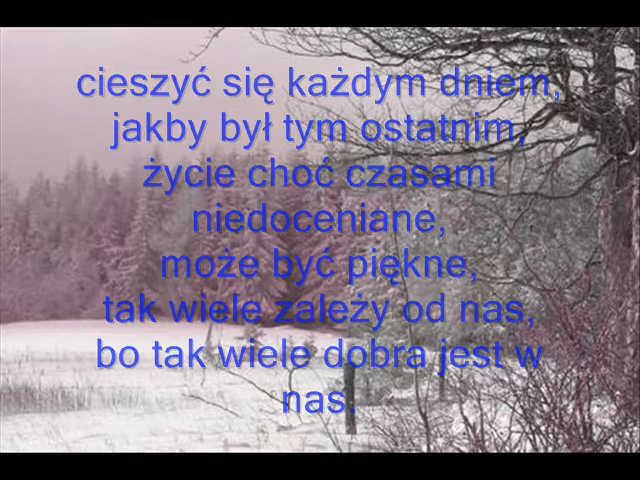 cieszyć się każdym dniem,
jakby był tym ostatnim,
życie choć czasami
niedoceniane,
może być piękne,
tak wiele zależy od nas,
bo tak wiele dobra jest w
nas.